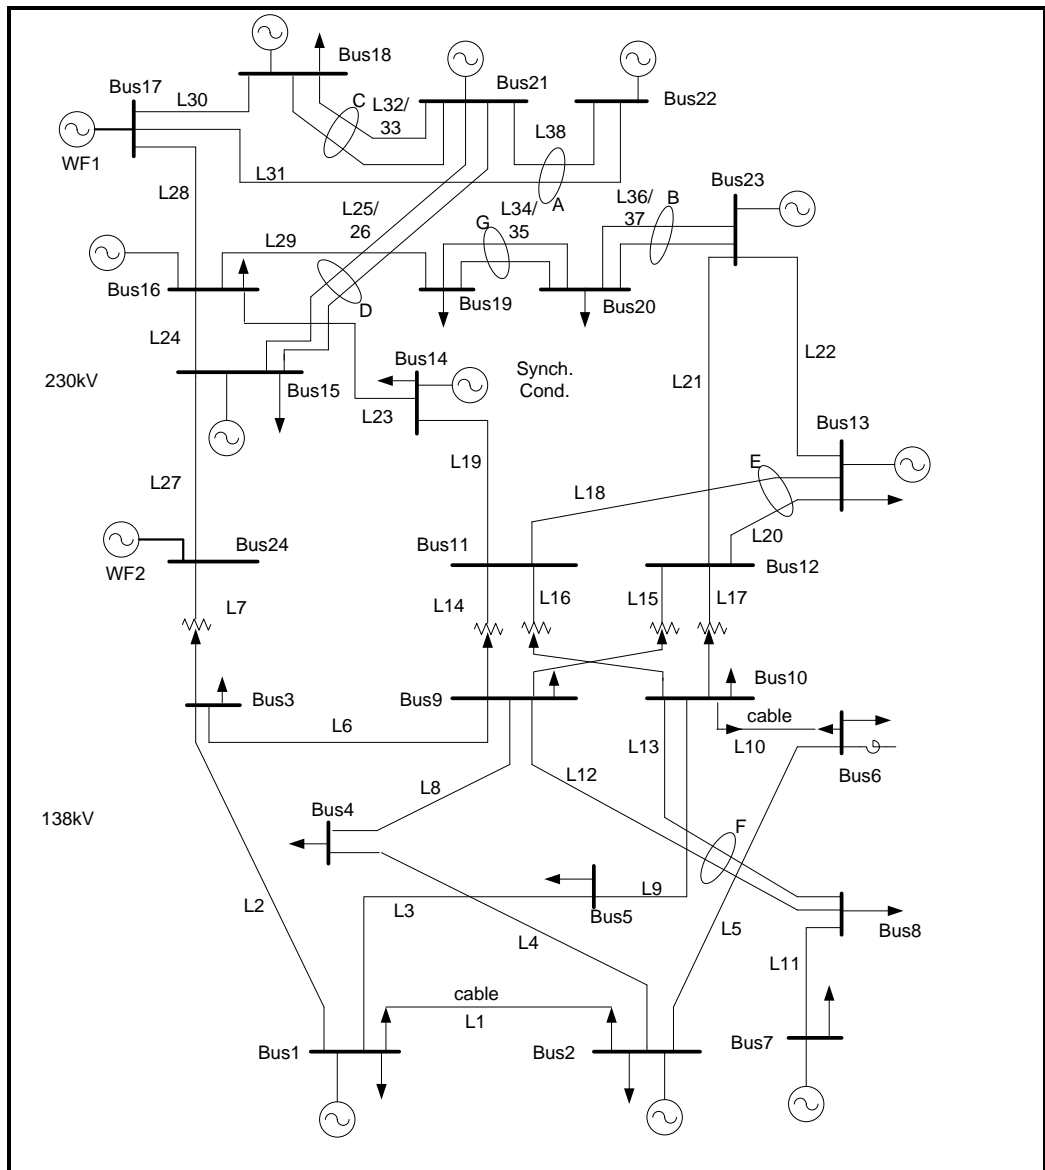 Bus18
Bus17
L30
C
L32/
33
Bus21
Bus22
L38
WF1
L31
A
L28
L25/
26
L34/
35
G
L36/
37
B
Bus23
L29
Bus16
D
Bus19
Bus20
L24
L22
230kV
Bus15
Bus14
L23
Synch.
Cond.
L21
Bus13
L19
E
L27
L18
L20
WF2
Bus24
Bus11
Bus12
L7
L14
L16
L15
L17
Bus3
Bus9
Bus10
cable
L10
L6
L13
Bus6
L12
L8
138kV
Bus4
F
L2
L3
L4
Bus5
L9
L5
Bus8
L11
cable
L1
Bus1
Bus2
Bus7